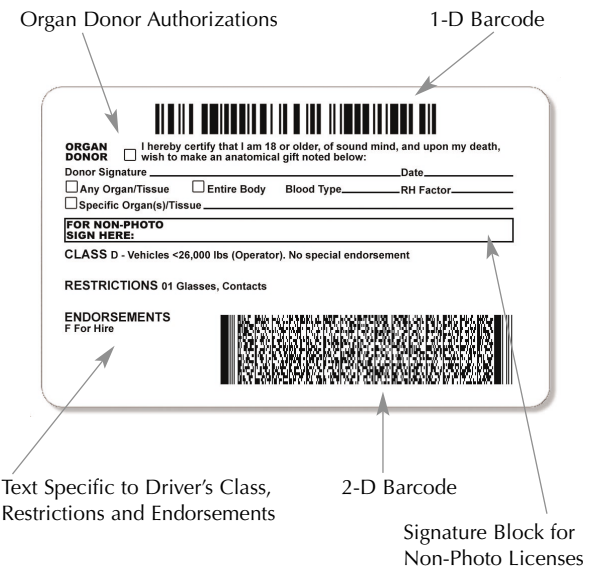 Organ Donor Authorizations
1-D Barcode
ORGAN DONOR
I hereby certify that I am 18 or older, of sound mind, and upon my death,
wish to make an anatomical gift noted below:
Donor Signature Date
Any Organ/Tissue Entire Body Blood Type RH Factor
Specific Organ(s)/Tissue
FOR NON-PHOTO
SIGN HERE:
CLASS D - Vehicles <26,000 lbs (Operator). No special endorsement
RESTRICTIONS 01 Glasses, Contacts
ENDORSEMENTS
F For Hire
Text Specific to Driver's Class,
Restrictions and Endorsements
2-D Barcode
Signature Block for
Non-Photo Licenses